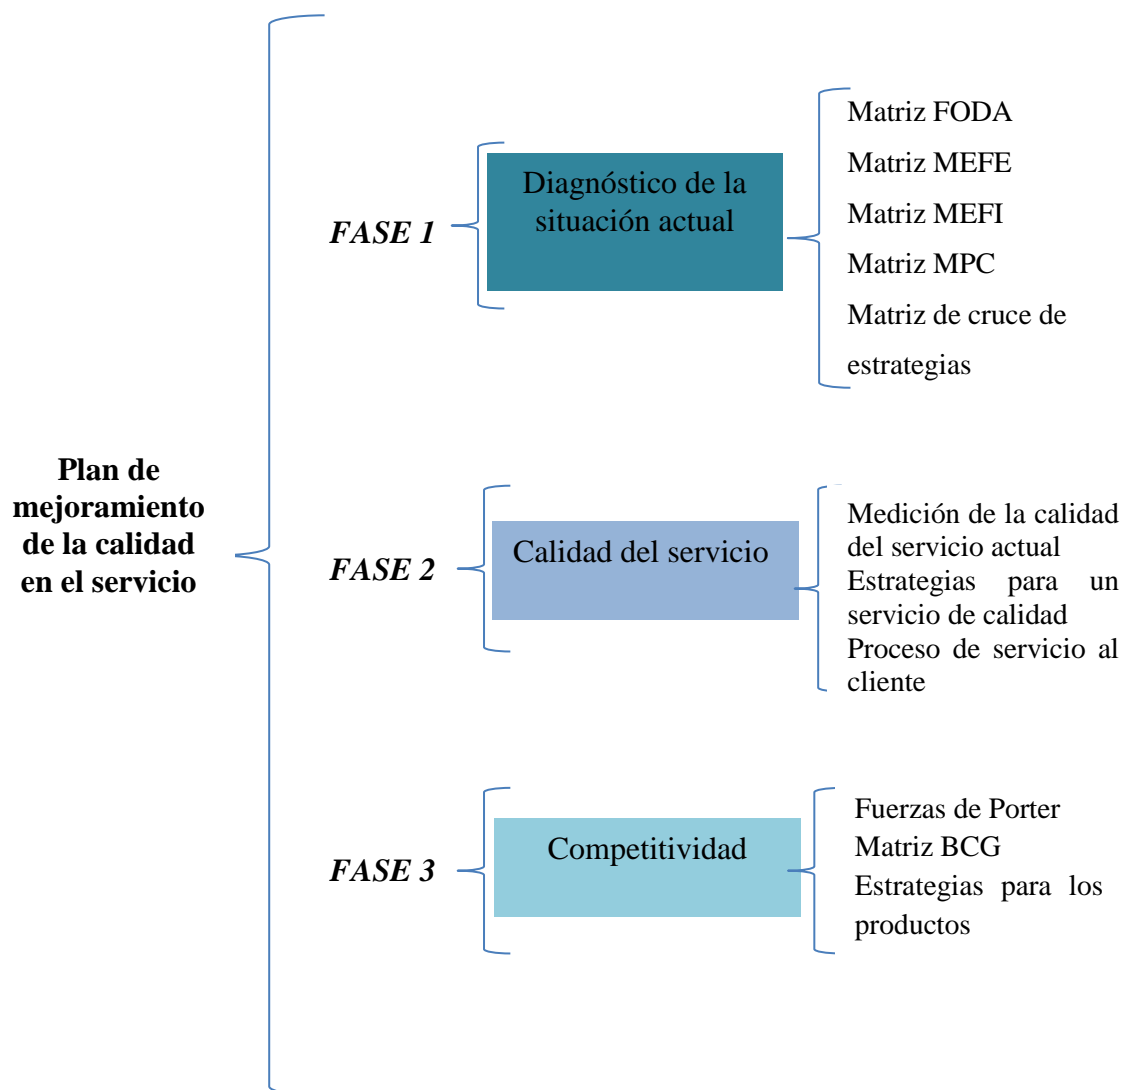 Plan de
mejoramiento
de la calidad
en el servicio
FASE 1
Diagnóstico de la
situación actual
Matriz FODA
Matriz MEFE
Matriz MEFI
Matriz MPC
Matriz de cruce de
estrategias
FASE 2
Calidad del servicio
Medición de la calidad
del servicio actual
Estrategias para un
servicio de calidad
Proceso de servicio al
cliente
FASE 3
Competitividad
Fuerzas de Porter
Matriz BCG
Estrategias para los
productos